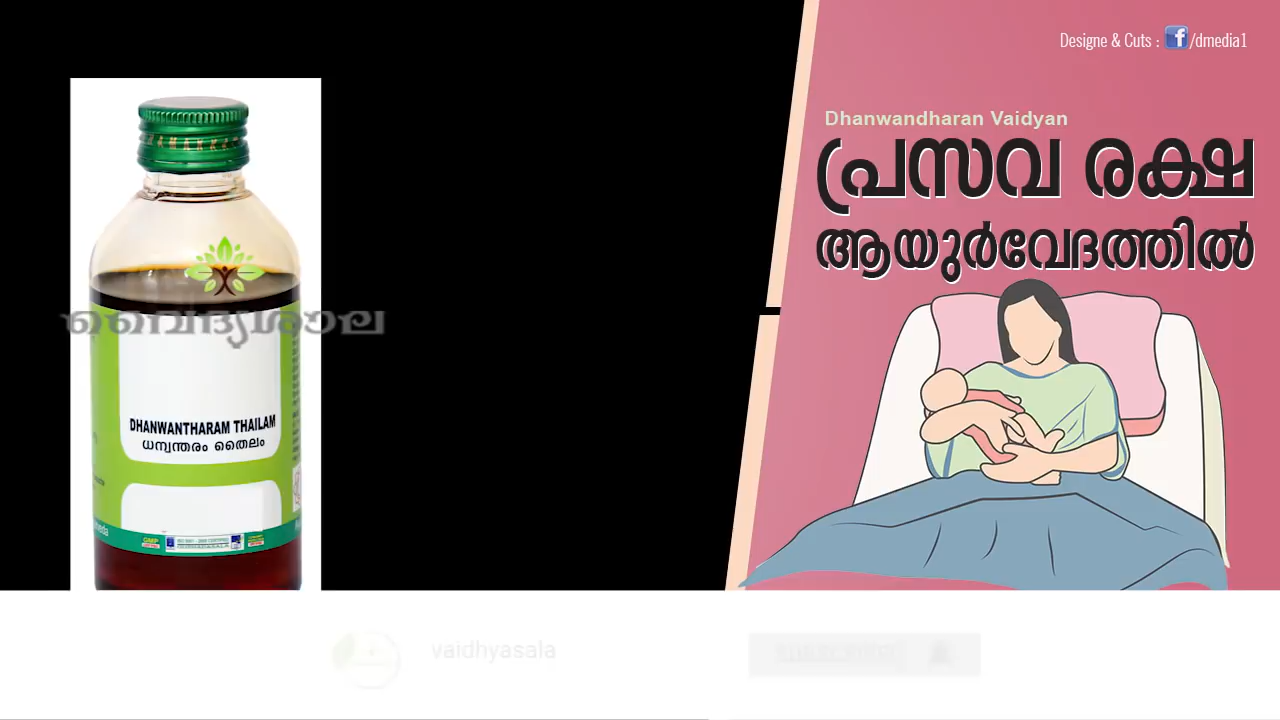 Designe & Cuts : f/dmedia1
Dhanwandharan Vaidyan
പ്രസവ രക്ഷ
ആയുർവേദത്തിൽ
വൈദ്യശാല
DHANWANTHARAM THAILAM
ധന്വന്തരം തൈലം
vaidhyasala